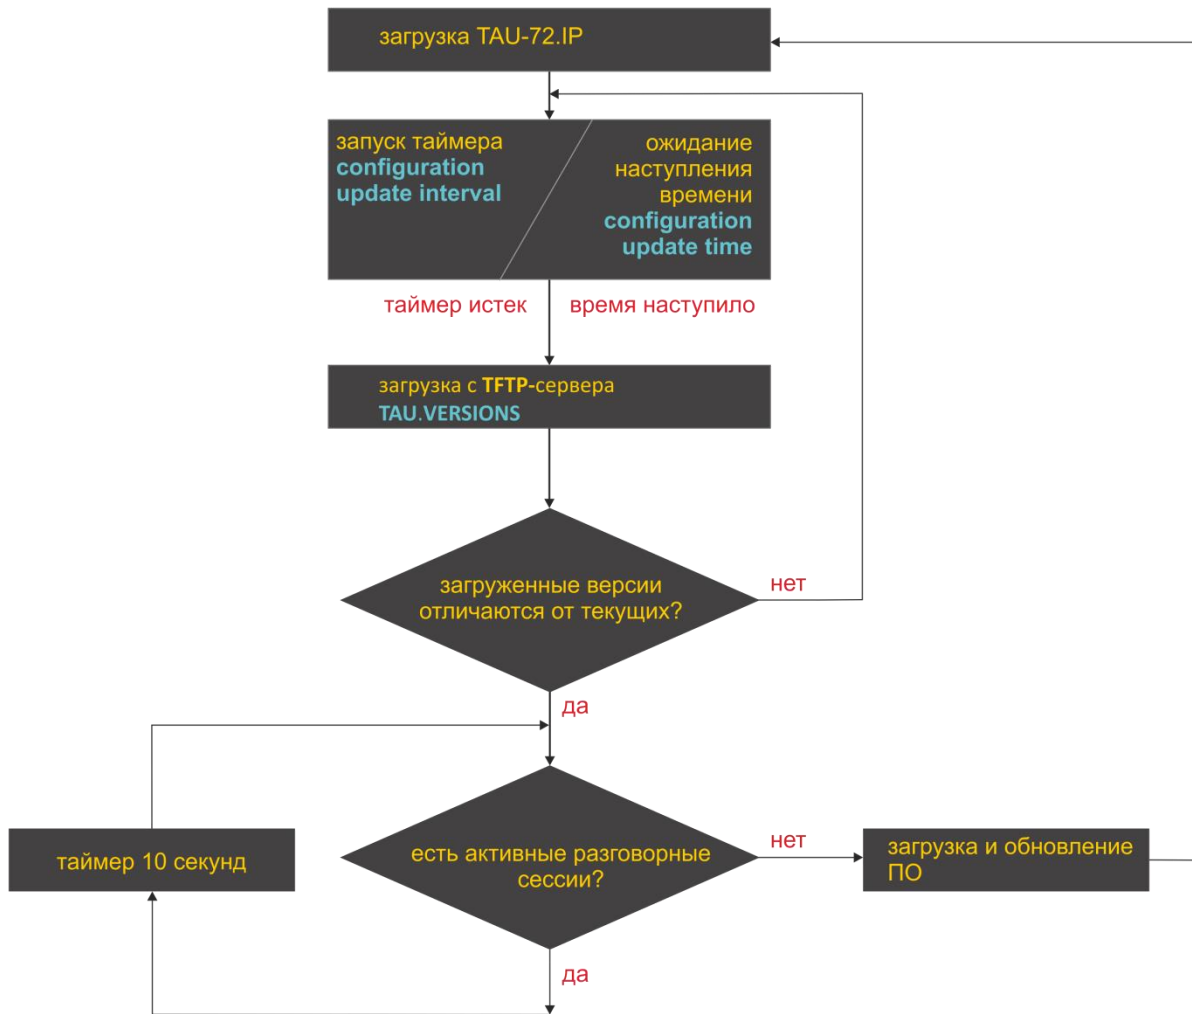 загрузка TAU-72.IP
запуск таймера
configuration
update interval
ожидание
наступления
времени
configuration
update time
таймер истек
время наступило
загрузка с TFTP-сервера
TAU.VERSIONS
загруженные версии
отличаются от текущих?
нет
да
таймер 10 секунд
есть активные разговорные
сессии?
нет
загрузка и обновление
ПО
да